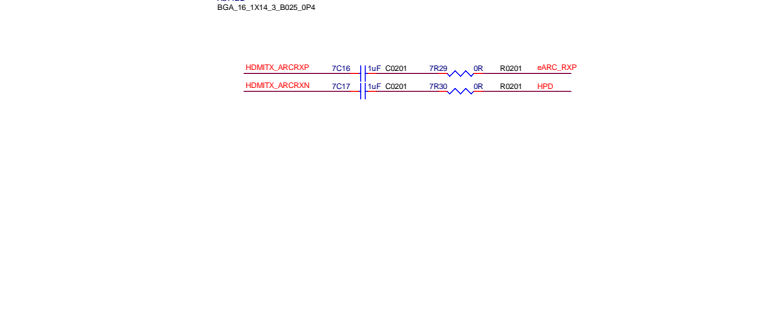 BGA_16_1X14_3_B025_0P4
HDMITX_ARCRXP 7C16 1uF C0201 7R29 0R R0201 eARC_RXP
HDMITX_ARCRXN 7C17 1uF C0201 7R30 0R R0201 HPD